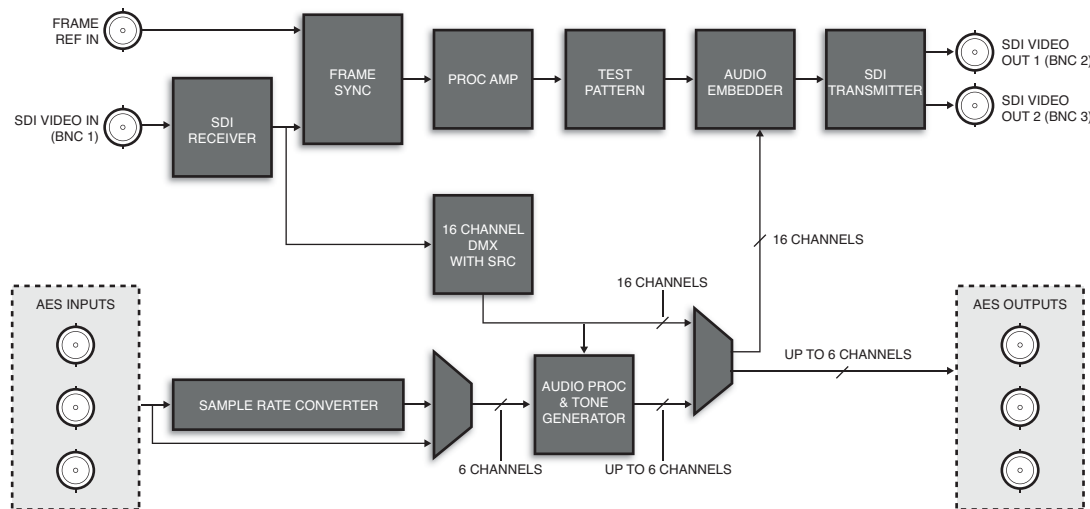 FRAME
REF IN
SDI VIDEO IN
(BNC 1)
SDI
RECEIVER
FRAME
SYNC
PROC AMP
TEST
PATTERN
AUDIO
EMBEDDER
SDI
TRANSMITTER
SDI VIDEO
OUT 1 (BNC 2)
SDI VIDEO
OUT 2 (BNC 3)
16 CHANNEL
DMX
WITH SRC
16 CHANNELS
16 CHANNELS
AES INPUTS
SAMPLE RATE CONVERTER
6 CHANNELS
AUDIO PROC
& TONE
GENERATOR
UP TO 6 CHANNELS
UP TO 6 CHANNELS
AES OUTPUTS